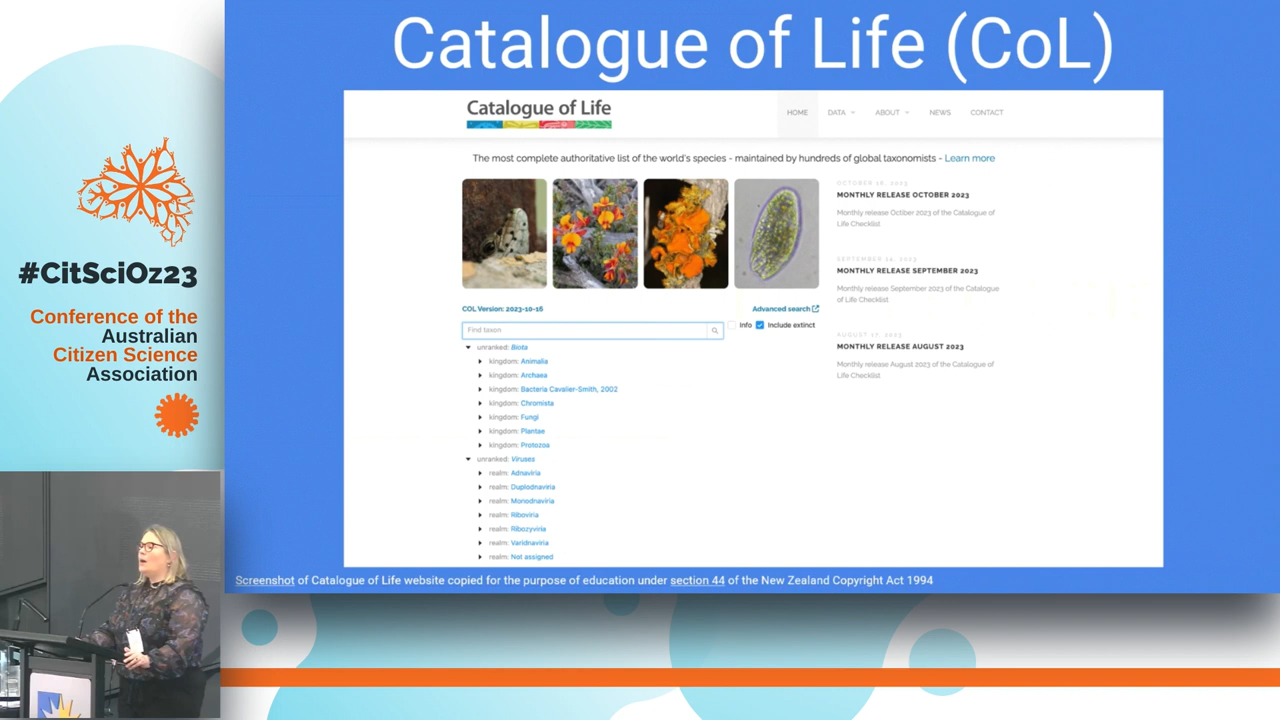 Catalogue of Life (CoL)
Catalogue of Life
HOME DATA ABOUT NEWS CONTACT
The most complete authoritative list of the world's species - maintained by hundreds of global taxonomists - Learn more
OCTOBER 16, 2023
MONTHLY RELEASE OCTOBER 2023
Monthly release Octiber 2023 of the Catalogue of
Life Checklist
MONTHLY RELEASE SEPTEMBER 2023
Monthly release September 2023 of the Catalogue
of Life Checklist
AUGUST 17, 2023
MONTHLY RELEASE AUGUST 2023
Monthly release August 2023 of the Catalogue of
Life Checklist
COL Version: 2023-10-16
Advanced search
Find taxon
Info
Include extinct
unranked: Biota
kingdom: Animalia
kingdom: Archaea
kingdom: Bacteria Cavalier-Smith, 2002
kingdom: Chromista
kingdom: Fungi
kingdom: Plantae
kingdom: Protozoa
unranked: Viruses
realm: Adnaviria
realm: Duplodnaviria
realm: Monodnaviria
realm: Riboviria
realm: Ribozyviria
realm: Varidnaviria
realm: Not assigned
Screenshot of Catalogue of Life website copied for the purpose of education under section 44 of the New Zealand Copyright Act 1994
#CitSciOz23
Conference of the
Australian
Citizen Science
Association